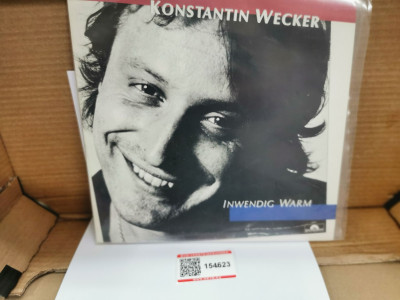 KONSTANTIN WECKER
INWENDIG WARM
154623